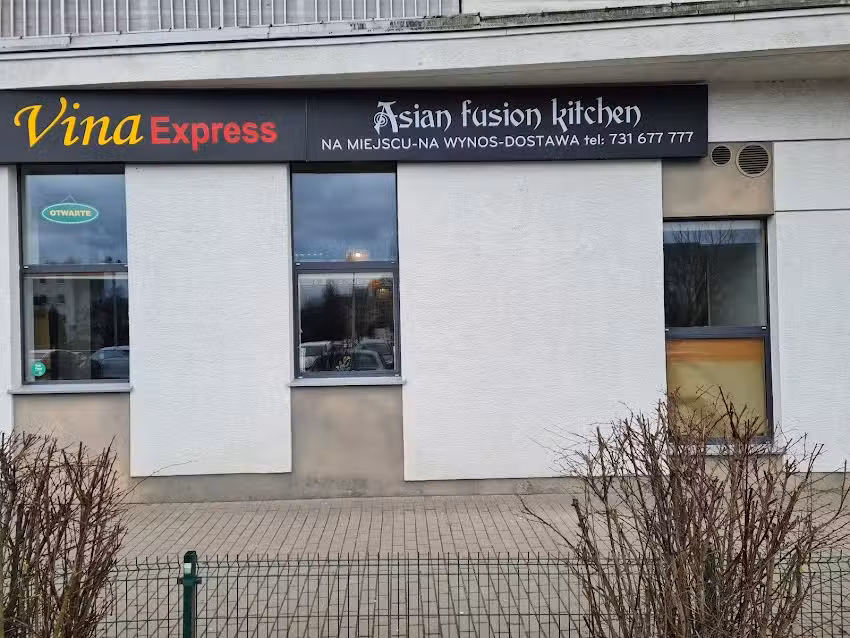 Vina Express
Asian fusion kitchen
NA MIEJSCU-NA WYNOS-DOSTAWA tel: 731 677 777
OTWARTE